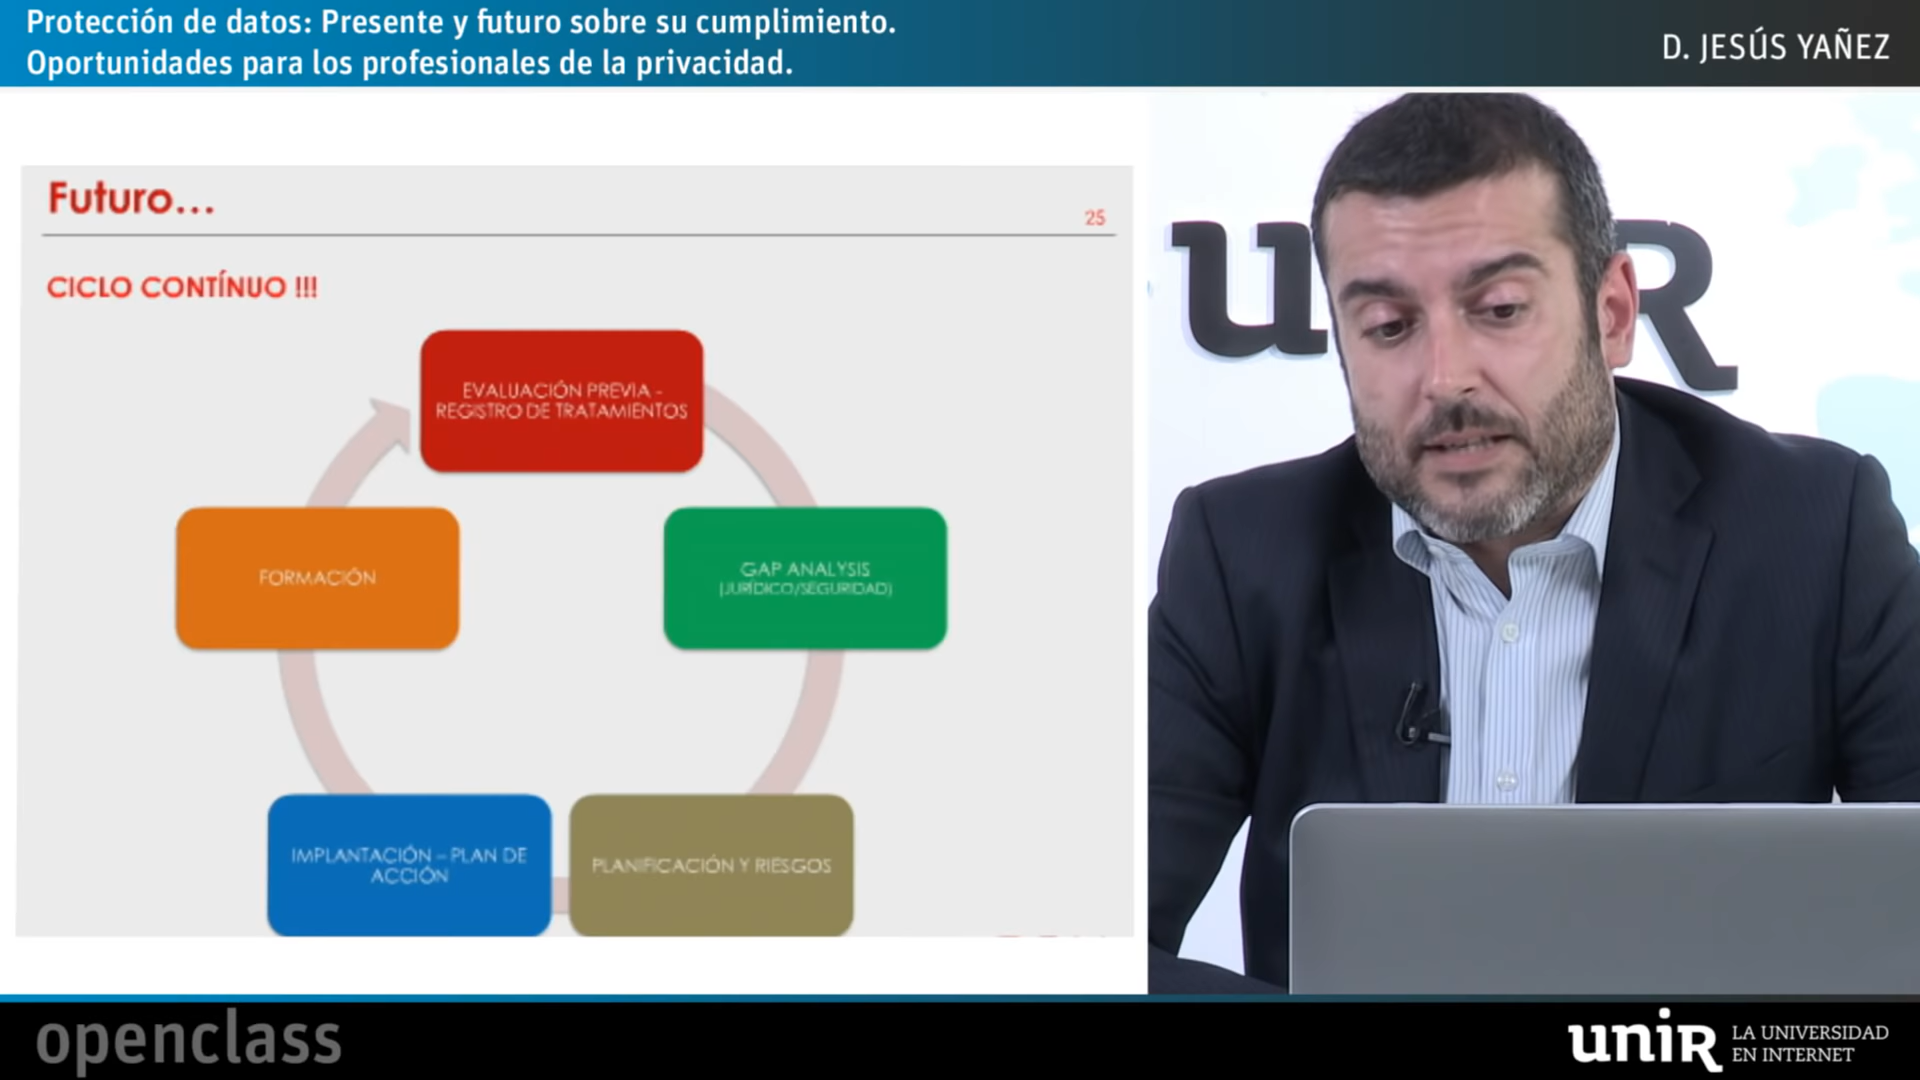 Protección de datos: Presente y futuro sobre su cumplimiento.
Oportunidades para los profesionales de la privacidad.
D. JESÚS YAÑEZ
Futuro...
25
CICLO CONTÍNUO !!!
EVALUACIÓN PREVIA -
REGISTRO DE TRATAMIENTOS
FORMACIÓN
GAP ANALYSIS
(JURÍDICO/SEGURIDAD)
IMPLANTACIÓN – PLAN DE
ACCIÓN
PLANIFICACIÓN Y RIESGOS
uniR
openclass
uniR
LA UNIVERSIDAD
EN INTERNET